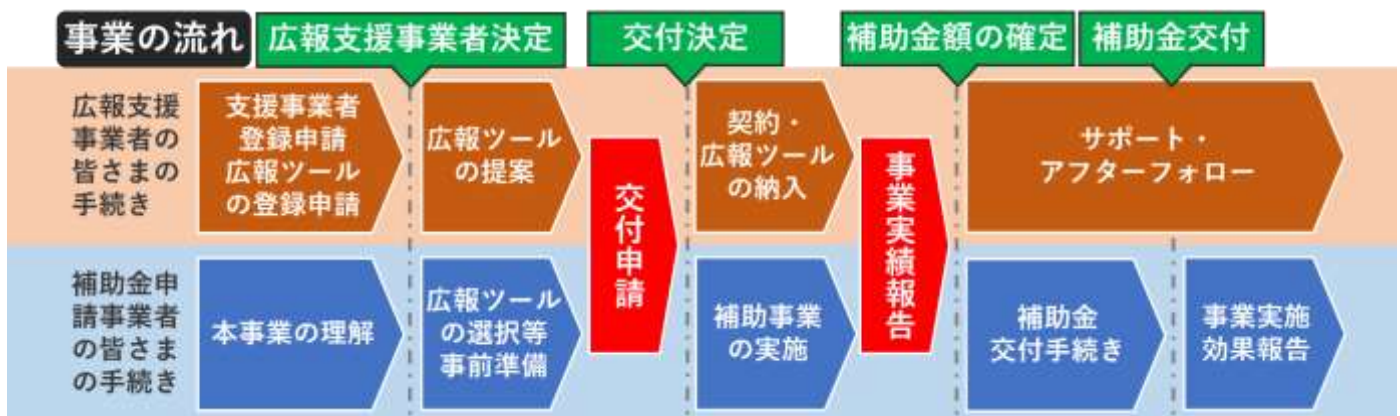 事業の流れ
広報支援事業者決定
交付決定
補助金額の確定
補助金交付
広報支援
事業者の
皆さまの
手続き
支援事業者
登録申請
広報ツール
の登録申請
広報ツール
の提案
交付申請
契約・
広報ツール
の納入
事業実績報告
サポート・
アフターフォロー
補助金申
請事業者
の皆さま
の手続き
本事業の理解
広報ツール
の選択等
事前準備
補助事業
の実施
補助金
交付手続き
事業実施
効果報告